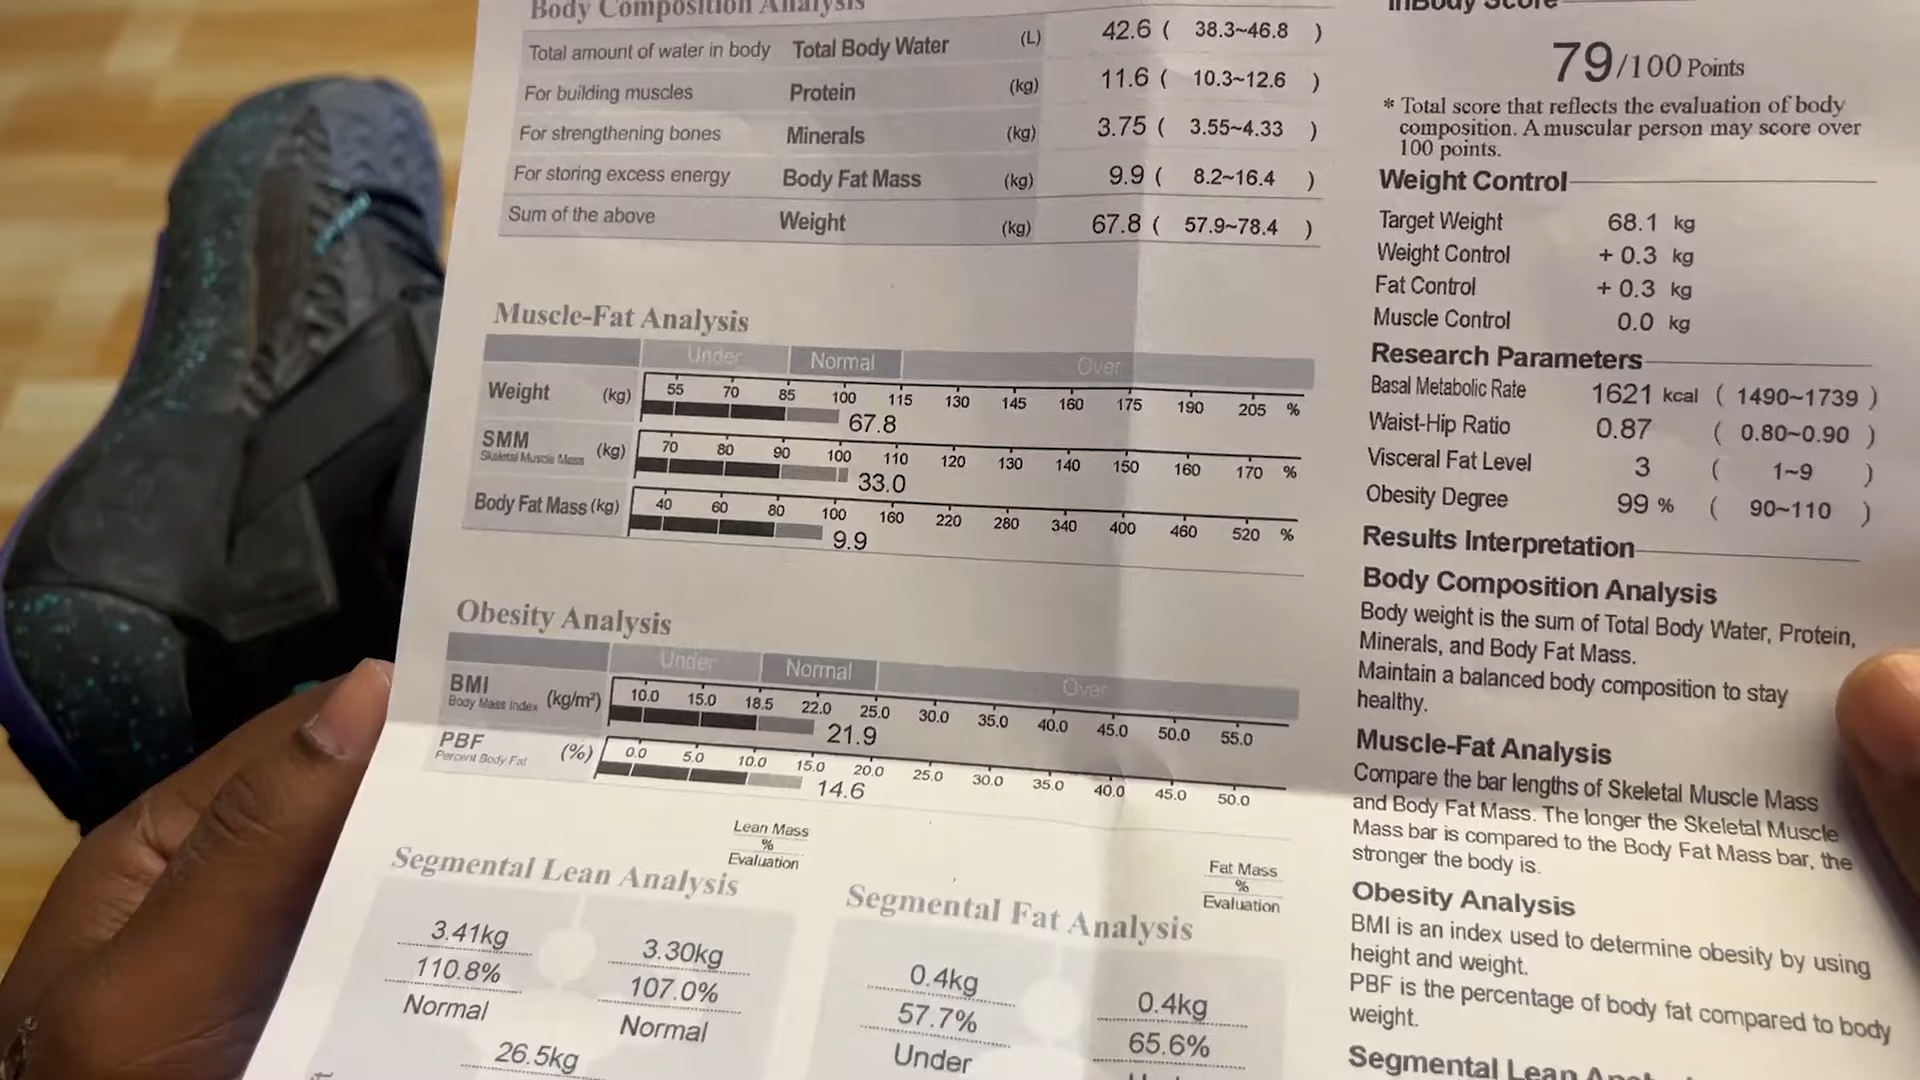 Body Composition Analysis
Total amount of water in body Total Body Water (L) 42.6 ( 38.3~46.8 )
For building muscles Protein (kg) 11.6 ( 10.3~12.6 )
For strengthening bones Minerals (kg) 3.75 ( 3.55~4.33 )
For storing excess energy Body Fat Mass (kg) 9.9 ( 8.2~16.4 )
Sum of the above Weight (kg) 67.8 ( 57.9~78.4 )
Muscle-Fat Analysis
Under Normal Over
Weight (kg) 55 70 85 100 115 130 145 160 175 190 205 %
67.8
SMM (kg) 70 80 90 100 110 120 130 140 150 160 170 %
Skeletal Muscle Mass
33.0
Body Fat Mass (kg) 40 60 80 100 160 220 280 340 400 460 520 %
9.9
Obesity Analysis
Under Normal Over
BMI (kg/m²) 10.0 15.0 18.5 22.0 25.0 30.0 35.0 40.0 45.0 50.0 55.0
Body Mass Index
21.9
PBF (%) 0.0 5.0 10.0 15.0 20.0 25.0 30.0 35.0 40.0 45.0 50.0
Percent Body Fat
14.6
Lean Mass
%
Evaluation
Segmental Lean Analysis
3.41kg 3.30kg
110.8% 107.0%
Normal Normal
26.5kg
Fat Mass
%
Evaluation
Segmental Fat Analysis
0.4kg 0.4kg
57.7% 65.6%
Under
InBody Score
79/100 Points
* Total score that reflects the evaluation of body
composition. A muscular person may score over
100 points.
Weight Control
Target Weight 68.1 kg
Weight Control + 0.3 kg
Fat Control + 0.3 kg
Muscle Control 0.0 kg
Research Parameters
Basal Metabolic Rate 1621 kcal ( 1490~1739 )
Waist-Hip Ratio 0.87 ( 0.80~0.90 )
Visceral Fat Level 3 ( 1~9 )
Obesity Degree 99 % ( 90~110 )
Results Interpretation
Body Composition Analysis
Body weight is the sum of Total Body Water, Protein,
Minerals, and Body Fat Mass.
Maintain a balanced body composition to stay
healthy.
Muscle-Fat Analysis
Compare the bar lengths of Skeletal Muscle Mass
and Body Fat Mass. The longer the Skeletal Muscle
Mass bar is compared to the Body Fat Mass bar, the
stronger the body is.
Obesity Analysis
BMI is an index used to determine obesity by using
height and weight.
PBF is the percentage of body fat compared to body
weight.
Segmental Lean